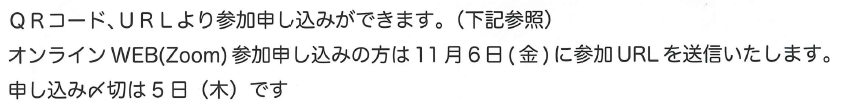 ＱＲコード、ＵＲＬより参加申し込みができます。（下記参照）
オンライン WEB(Zoom) 参加申し込みの方は 11 月 6 日 ( 金 ) に参加 URL を送信いたします。
申し込み〆切は 5 日（木）です